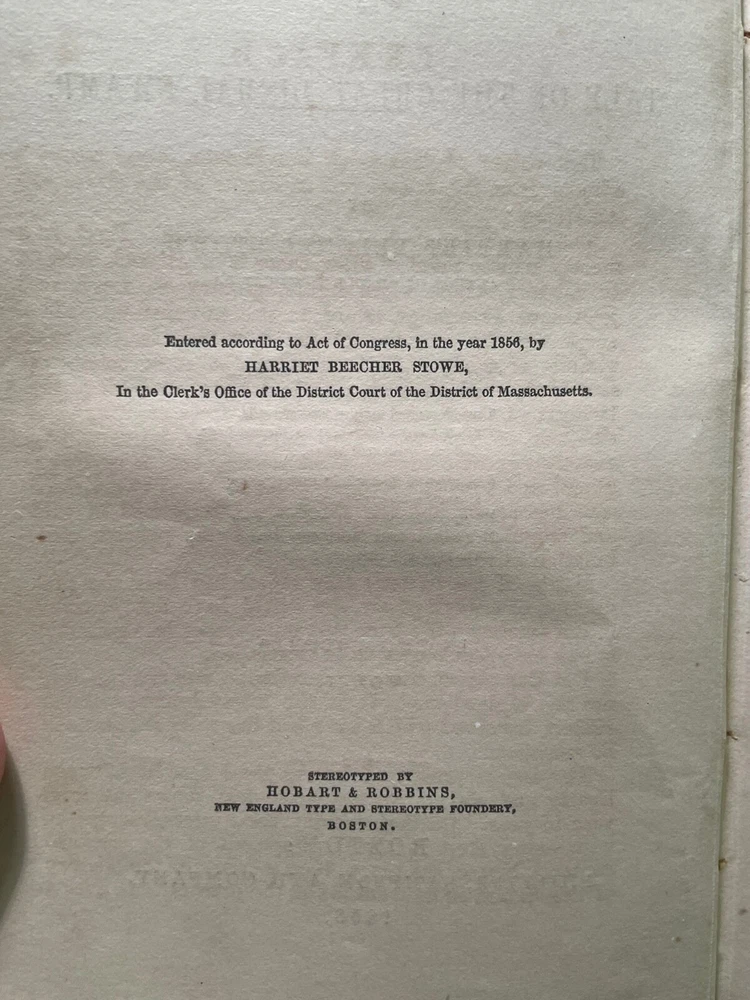 Entered according to Act of Congress, in the year 1856, by
HARRIET BEECHER STOWE,
In the Clerk's Office of the District Court of the District of Massachusetts.
STEREOTYPED BY
HOBART & ROBBINS,
NEW ENGLAND TYPE AND STEREOTYPE FOUNDERY,
BOSTON.